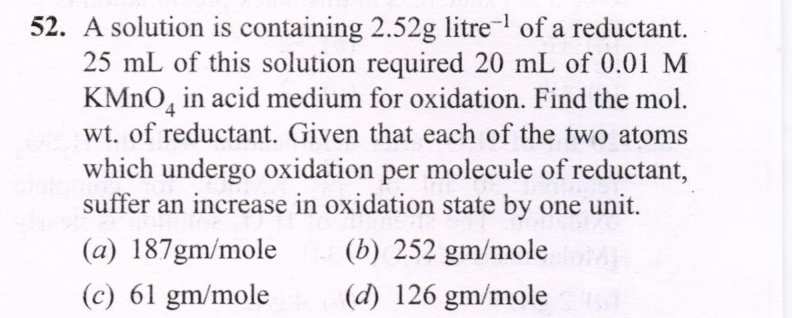 52. A solution is containing 2.52g litre⁻¹ of a reductant.
25 mL of this solution required 20 mL of 0.01 M
KMnO₄ in acid medium for oxidation. Find the mol.
wt. of reductant. Given that each of the two atoms
which undergo oxidation per molecule of reductant,
suffer an increase in oxidation state by one unit.
(a) 187gm/mole (b) 252 gm/mole
(c) 61 gm/mole (d) 126 gm/mole